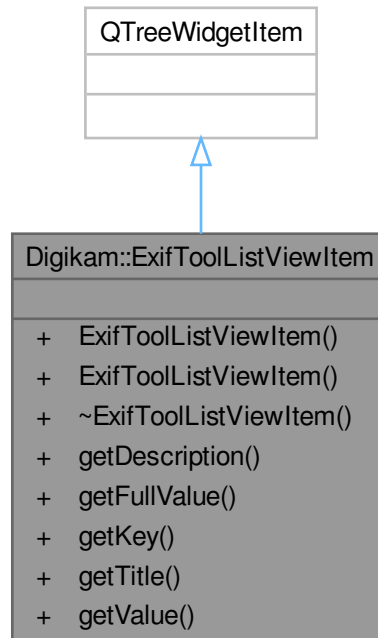 QTreeWidgetItem
Digikam::ExifToolListViewItem
+ ExifToolListViewItem()
+ ExifToolListViewItem()
+ ~ExifToolListViewItem()
+ getDescription()
+ getFullValue()
+ getKey()
+ getTitle()
+ getValue()